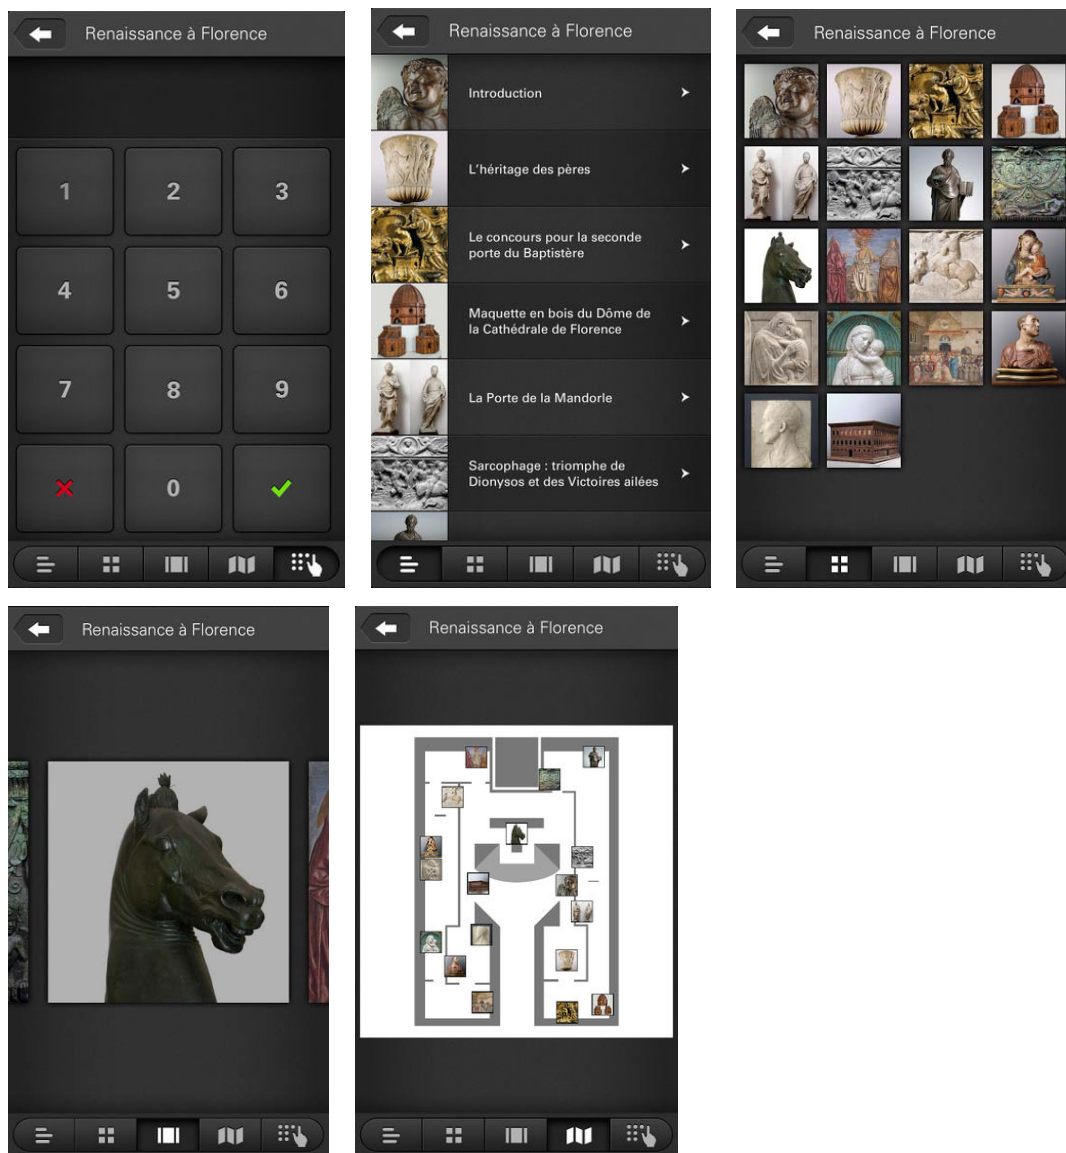 Renaissance à Florence
1 2 3
4 5 6
7 8 9
0
Renaissance à Florence
Introduction
L'héritage des pères
Le concours pour la seconde
porte du Baptistère
Maquette en bois du Dôme de
la Cathédrale de Florence
La Porte de la Mandorle
Sarcophage : triomphe de
Dionysos et des Victoires ailées
Renaissance à Florence
Renaissance à Florence
Renaissance à Florence